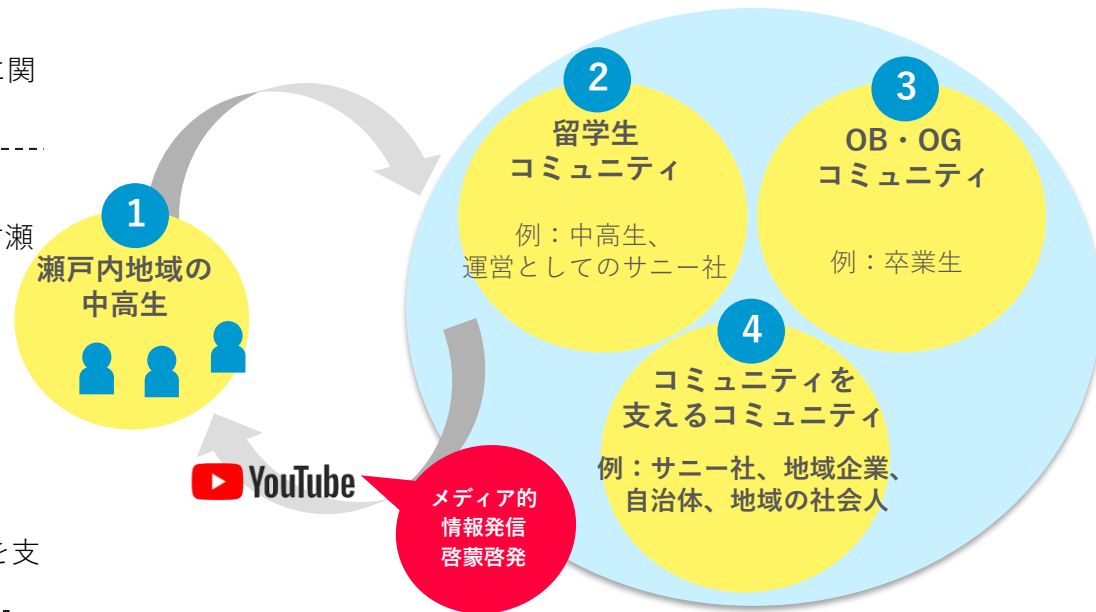 に関
瀬
を支
1
瀬戸内地域の
中高生
2
留学生
コミュニティ
例：中高生、
運営としてのサニー社
3
OB・OG
コミュニティ
例：卒業生
4
コミュニティを
支えるコミュニティ
例：サニー社、地域企業、
自治体、地域の社会人
YouTube
メディア的
情報発信
啓蒙啓発